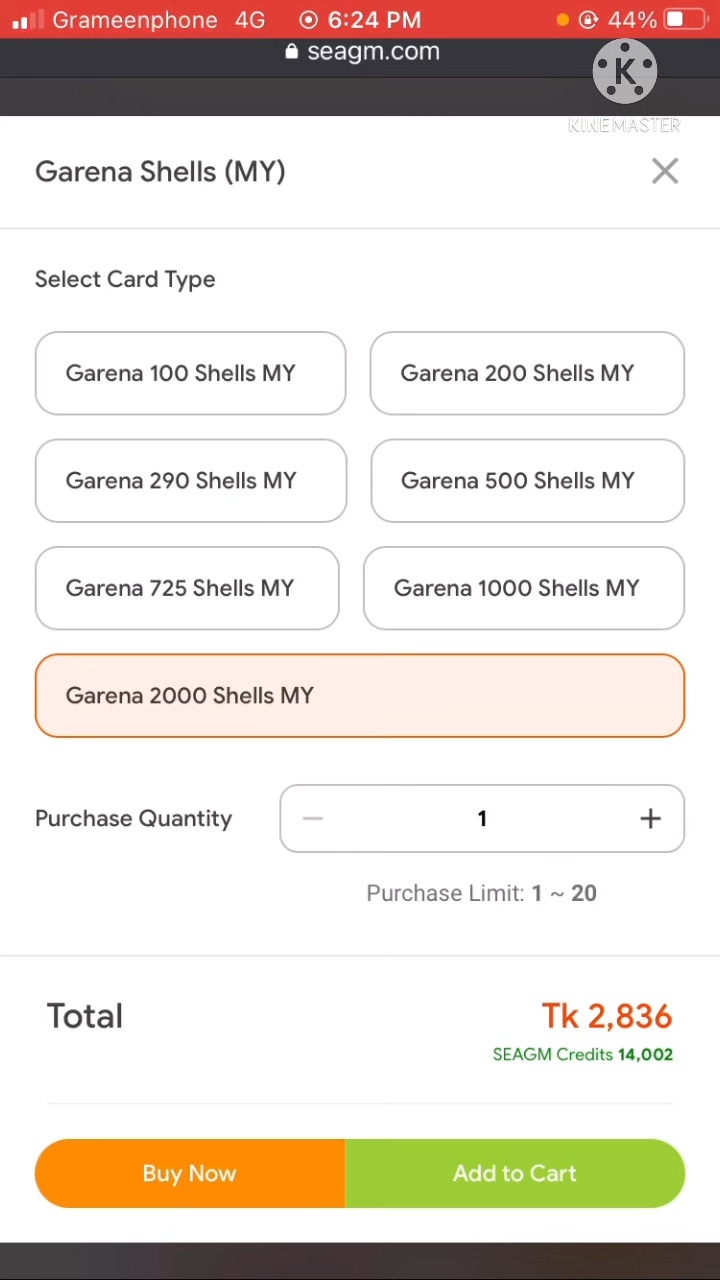 Grameenphone 4G 6:24 PM 44%
seagm.com
K
KINEMASTER
Garena Shells (MY)
Select Card Type
Garena 100 Shells MY
Garena 200 Shells MY
Garena 290 Shells MY
Garena 500 Shells MY
Garena 725 Shells MY
Garena 1000 Shells MY
Garena 2000 Shells MY
Purchase Quantity 1
Purchase Limit: 1 ~ 20
Total Tk 2,836
SEAGM Credits 14,002
Buy Now Add to Cart